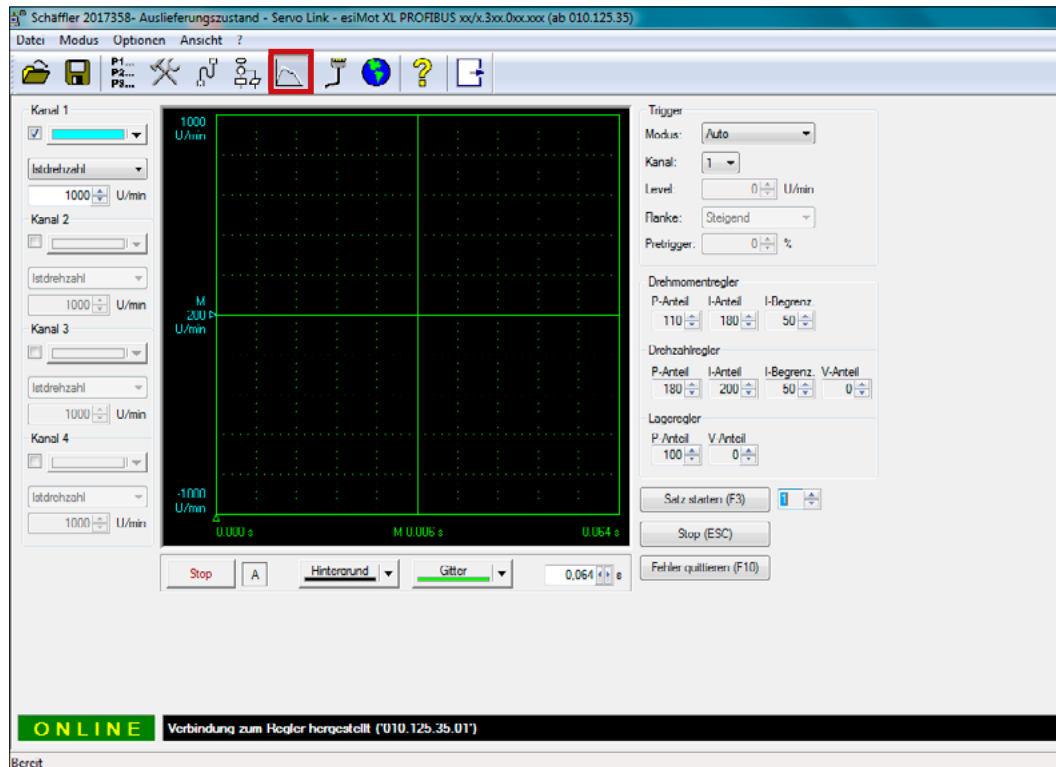 Schäffler 2017358- Auslieferungszustand - Servo Link - esiMot XL PROFIBUS xx/x.3xx.0xx.xxx (ab 010.125.35)
Datei Modus Optionen Ansicht ?
P1...
P2...
P3...
Kanal 1
Istdrehzahl
1000 U/min
Kanal 2
Istdrehzahl
1000 U/min
Kanal 3
Istdrehzahl
1000 U/min
Kanal 4
Istdrehzahl
1000 U/min
1000
U/min
M
200
U/min
-1000
U/min
0.000 s M 0.006 s 0.064 s
Stop A Hintergrund Gitter 0,064 s
Trigger
Modus: Auto
Kanal: 1
Level: 0 U/min
Flanke: Steigend
Pretrigger: 0 %
Drehmomentregler
P-Anteil I-Anteil I-Begrenz.
110 180 50
Drehzahlregler
P-Anteil I-Anteil I-Begrenz. V-Anteil
180 200 50 0
Lageregler
P-Anteil V-Anteil
100 0
Satz starten (F3) 1
Stop (ESC)
Fehler quittieren (F10)
ONLINE Verbindung zum Regler hergestellt ('010.125.35.01')
Bereit